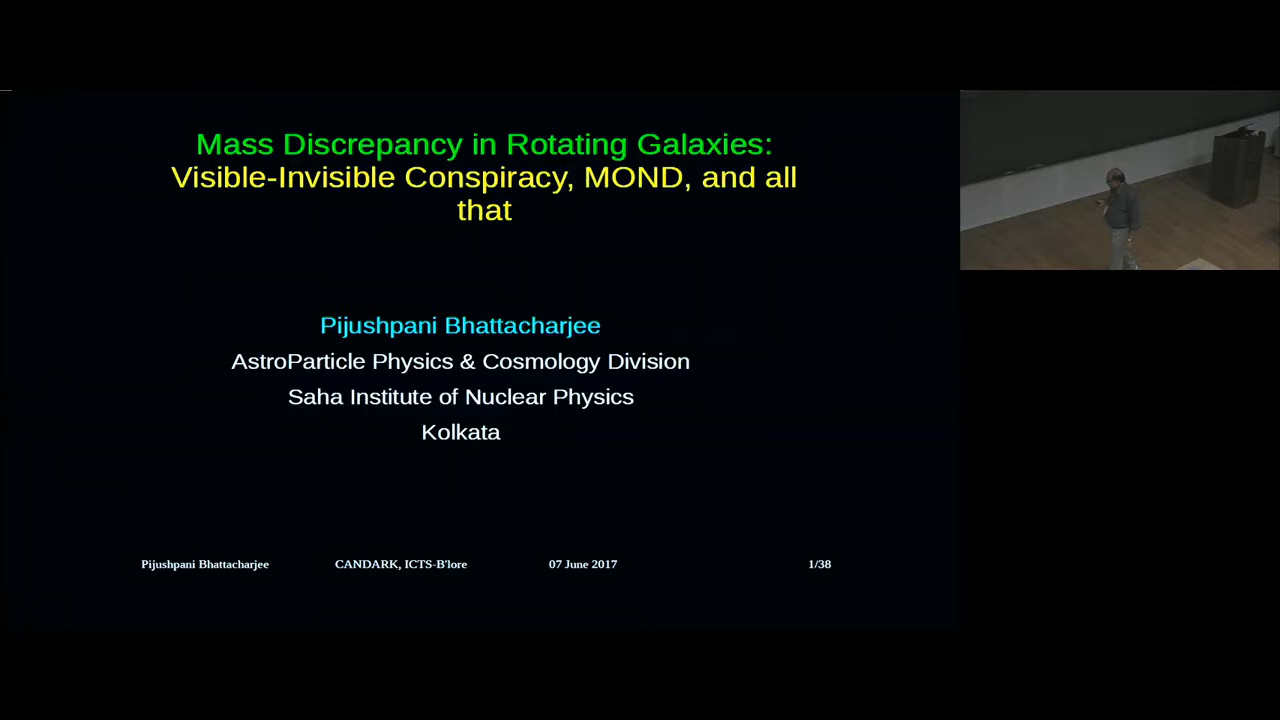 Mass Discrepancy in Rotating Galaxies:
Visible-Invisible Conspiracy, MOND, and all
that
Pijushpani Bhattacharjee
AstroParticle Physics & Cosmology Division
Saha Institute of Nuclear Physics
Kolkata
Pijushpani Bhattacharjee CANDARK, ICTS-B'lore 07 June 2017 1/38